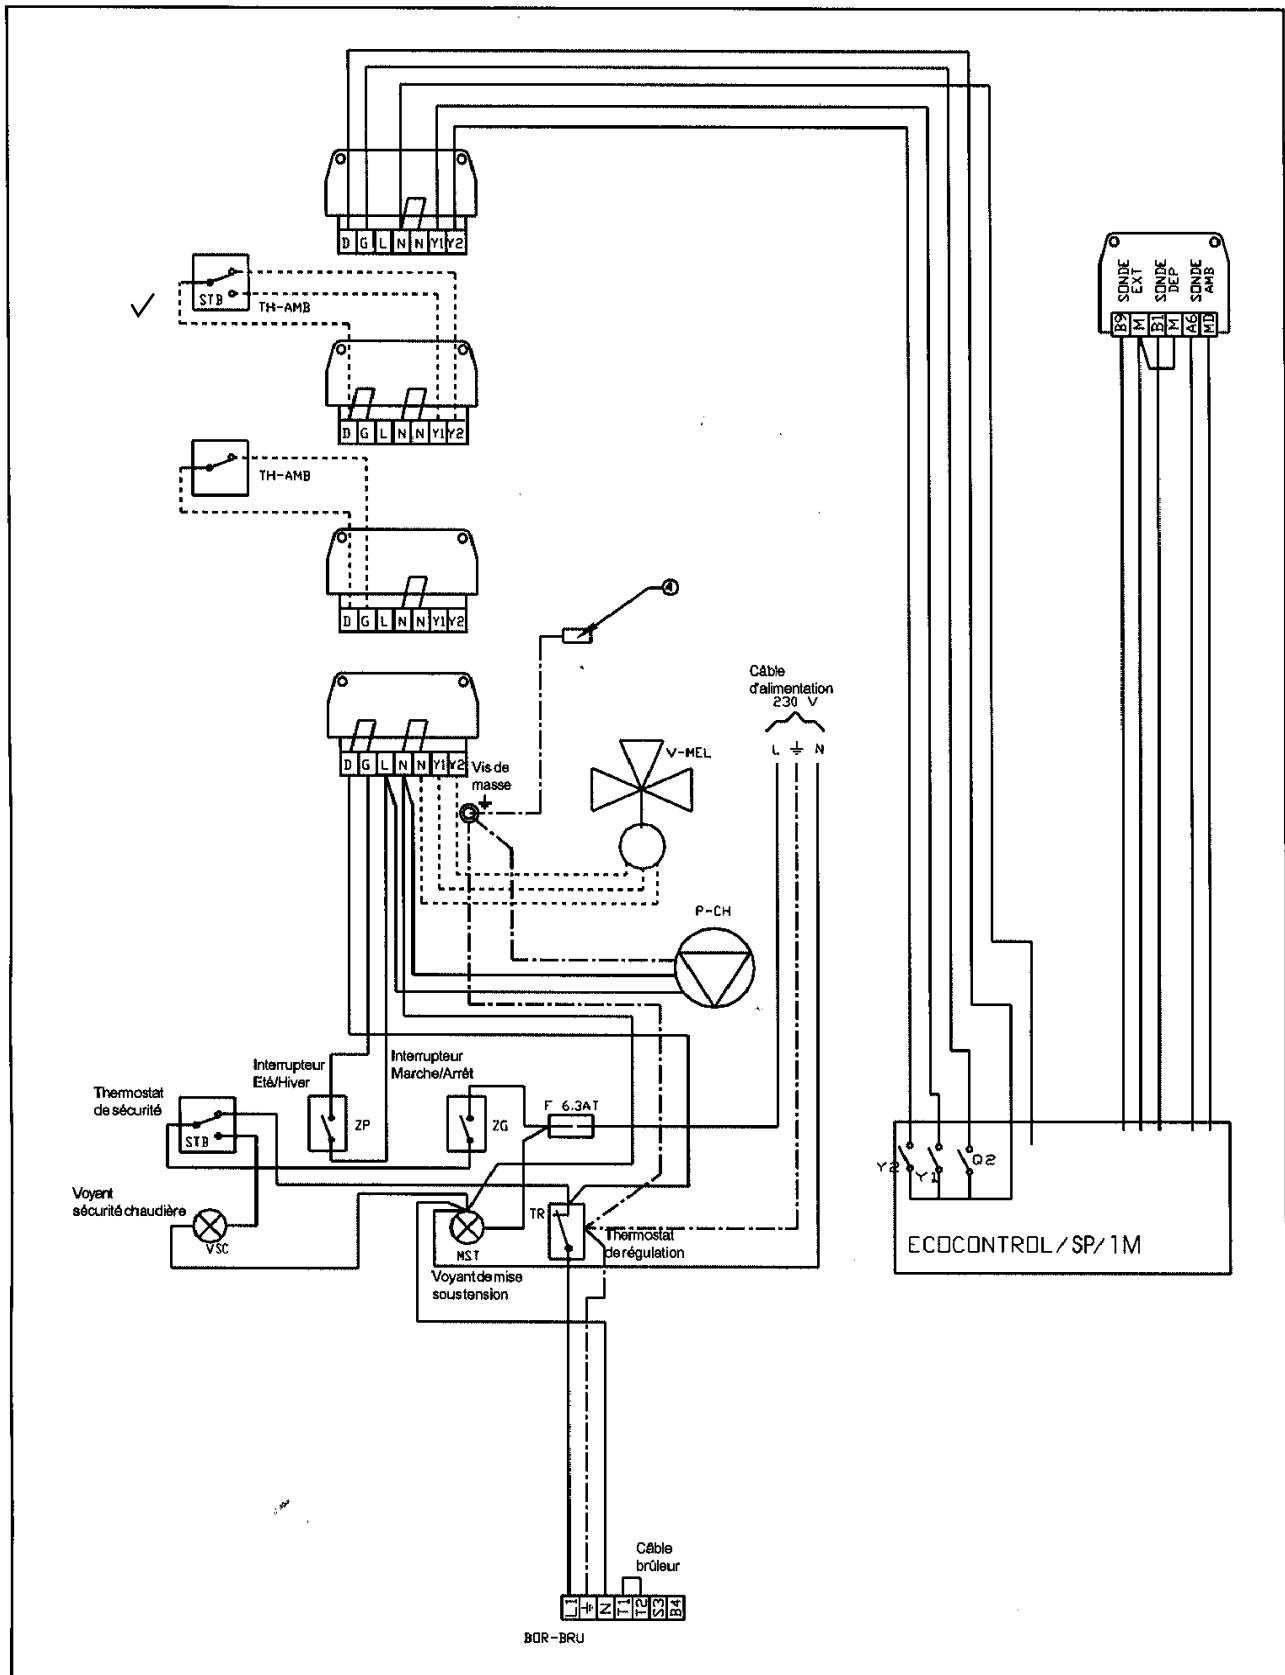 D G L N N Y1 Y2
STB
TH-AMB
D G L N N Y1 Y2
TH-AMB
D G L N N Y1 Y2
SONDE EXT
SONDE DEP
SONDE AMB
B9 M B1 M A6 MD
4
Câble
d'alimentation
230 V
L N
V-MEL
D G L N N Y1 Y2
Vis de
masse
P-CH
Interrupteur
Eté/Hiver
Interrupteur
Marche/Arrêt
Thermostat
de sécurité
STB
ZP
ZG
F 6.3AT
Voyant
sécurité chaudière
VSC
MST
TR
Thermostat
de régulation
Voyant de mise
sous tension
Y2
Y1
Q2
ECOCONTROL/SP/1M
Câble
brûleur
L1 N T1 T2 S3 B4
BOR-BRU